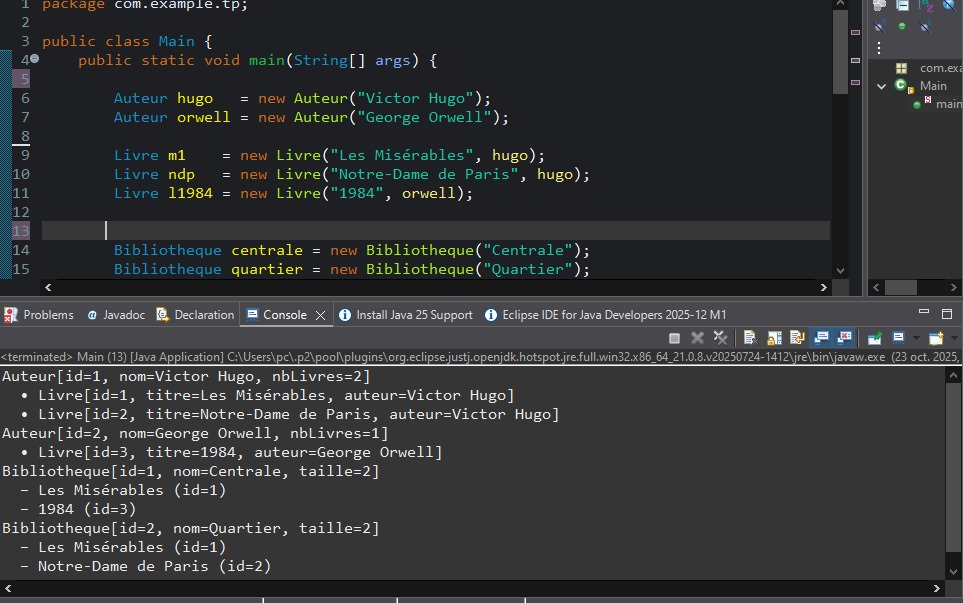 1 package com.example.tp;
2
3 public class Main {
4 public static void main(String[] args) {
5
6 Auteur hugo   = new Auteur("Victor Hugo");
7 Auteur orwell = new Auteur("George Orwell");
8
9 Livre m1    = new Livre("Les Misérables", hugo);
10 Livre ndp   = new Livre("Notre-Dame de Paris", hugo);
11 Livre l1984 = new Livre("1984", orwell);
12
13
14 Bibliotheque centrale = new Bibliotheque("Centrale");
15 Bibliotheque quartier = new Bibliotheque("Quartier");
Main
main
Problems Javadoc Declaration Console Install Java 25 Support Eclipse IDE for Java Developers 2025-12 M1
<terminated> Main (13) [Java Application] C:\Users\pc\.p2\pool\plugins\org.eclipse.justj.openjdk.hotspot.jre.full.win32.x86_64_21.0.8.v20250724-1412\jre\bin\javaw.exe (23 oct. 2025,
Auteur[id=1, nom=Victor Hugo, nbLivres=2]
• Livre[id=1, titre=Les Misérables, auteur=Victor Hugo]
• Livre[id=2, titre=Notre-Dame de Paris, auteur=Victor Hugo]
Auteur[id=2, nom=George Orwell, nbLivres=1]
• Livre[id=3, titre=1984, auteur=George Orwell]
Bibliotheque[id=1, nom=Centrale, taille=2]
– Les Misérables (id=1)
– 1984 (id=3)
Bibliotheque[id=2, nom=Quartier, taille=2]
– Les Misérables (id=1)
– Notre-Dame de Paris (id=2)